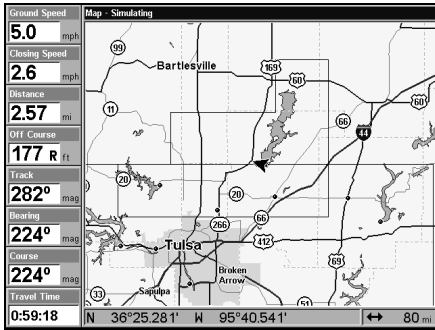 Ground Speed
5.0 mph
Closing Speed
2.6 mph
Distance
2.57 mi
Off Course
177 R ft
Track
282° mag
Bearing
224° mag
Course
224° mag
Travel Time
0:59:18
Map - Simulating
99
Bartlesville
169
60
60
11
66
44
20
20
266
66
Tulsa
412
69
Broken
Arrow
Sapulpa
33
51
N 36°25.281' W 95°40.541' ↔ 80 mi